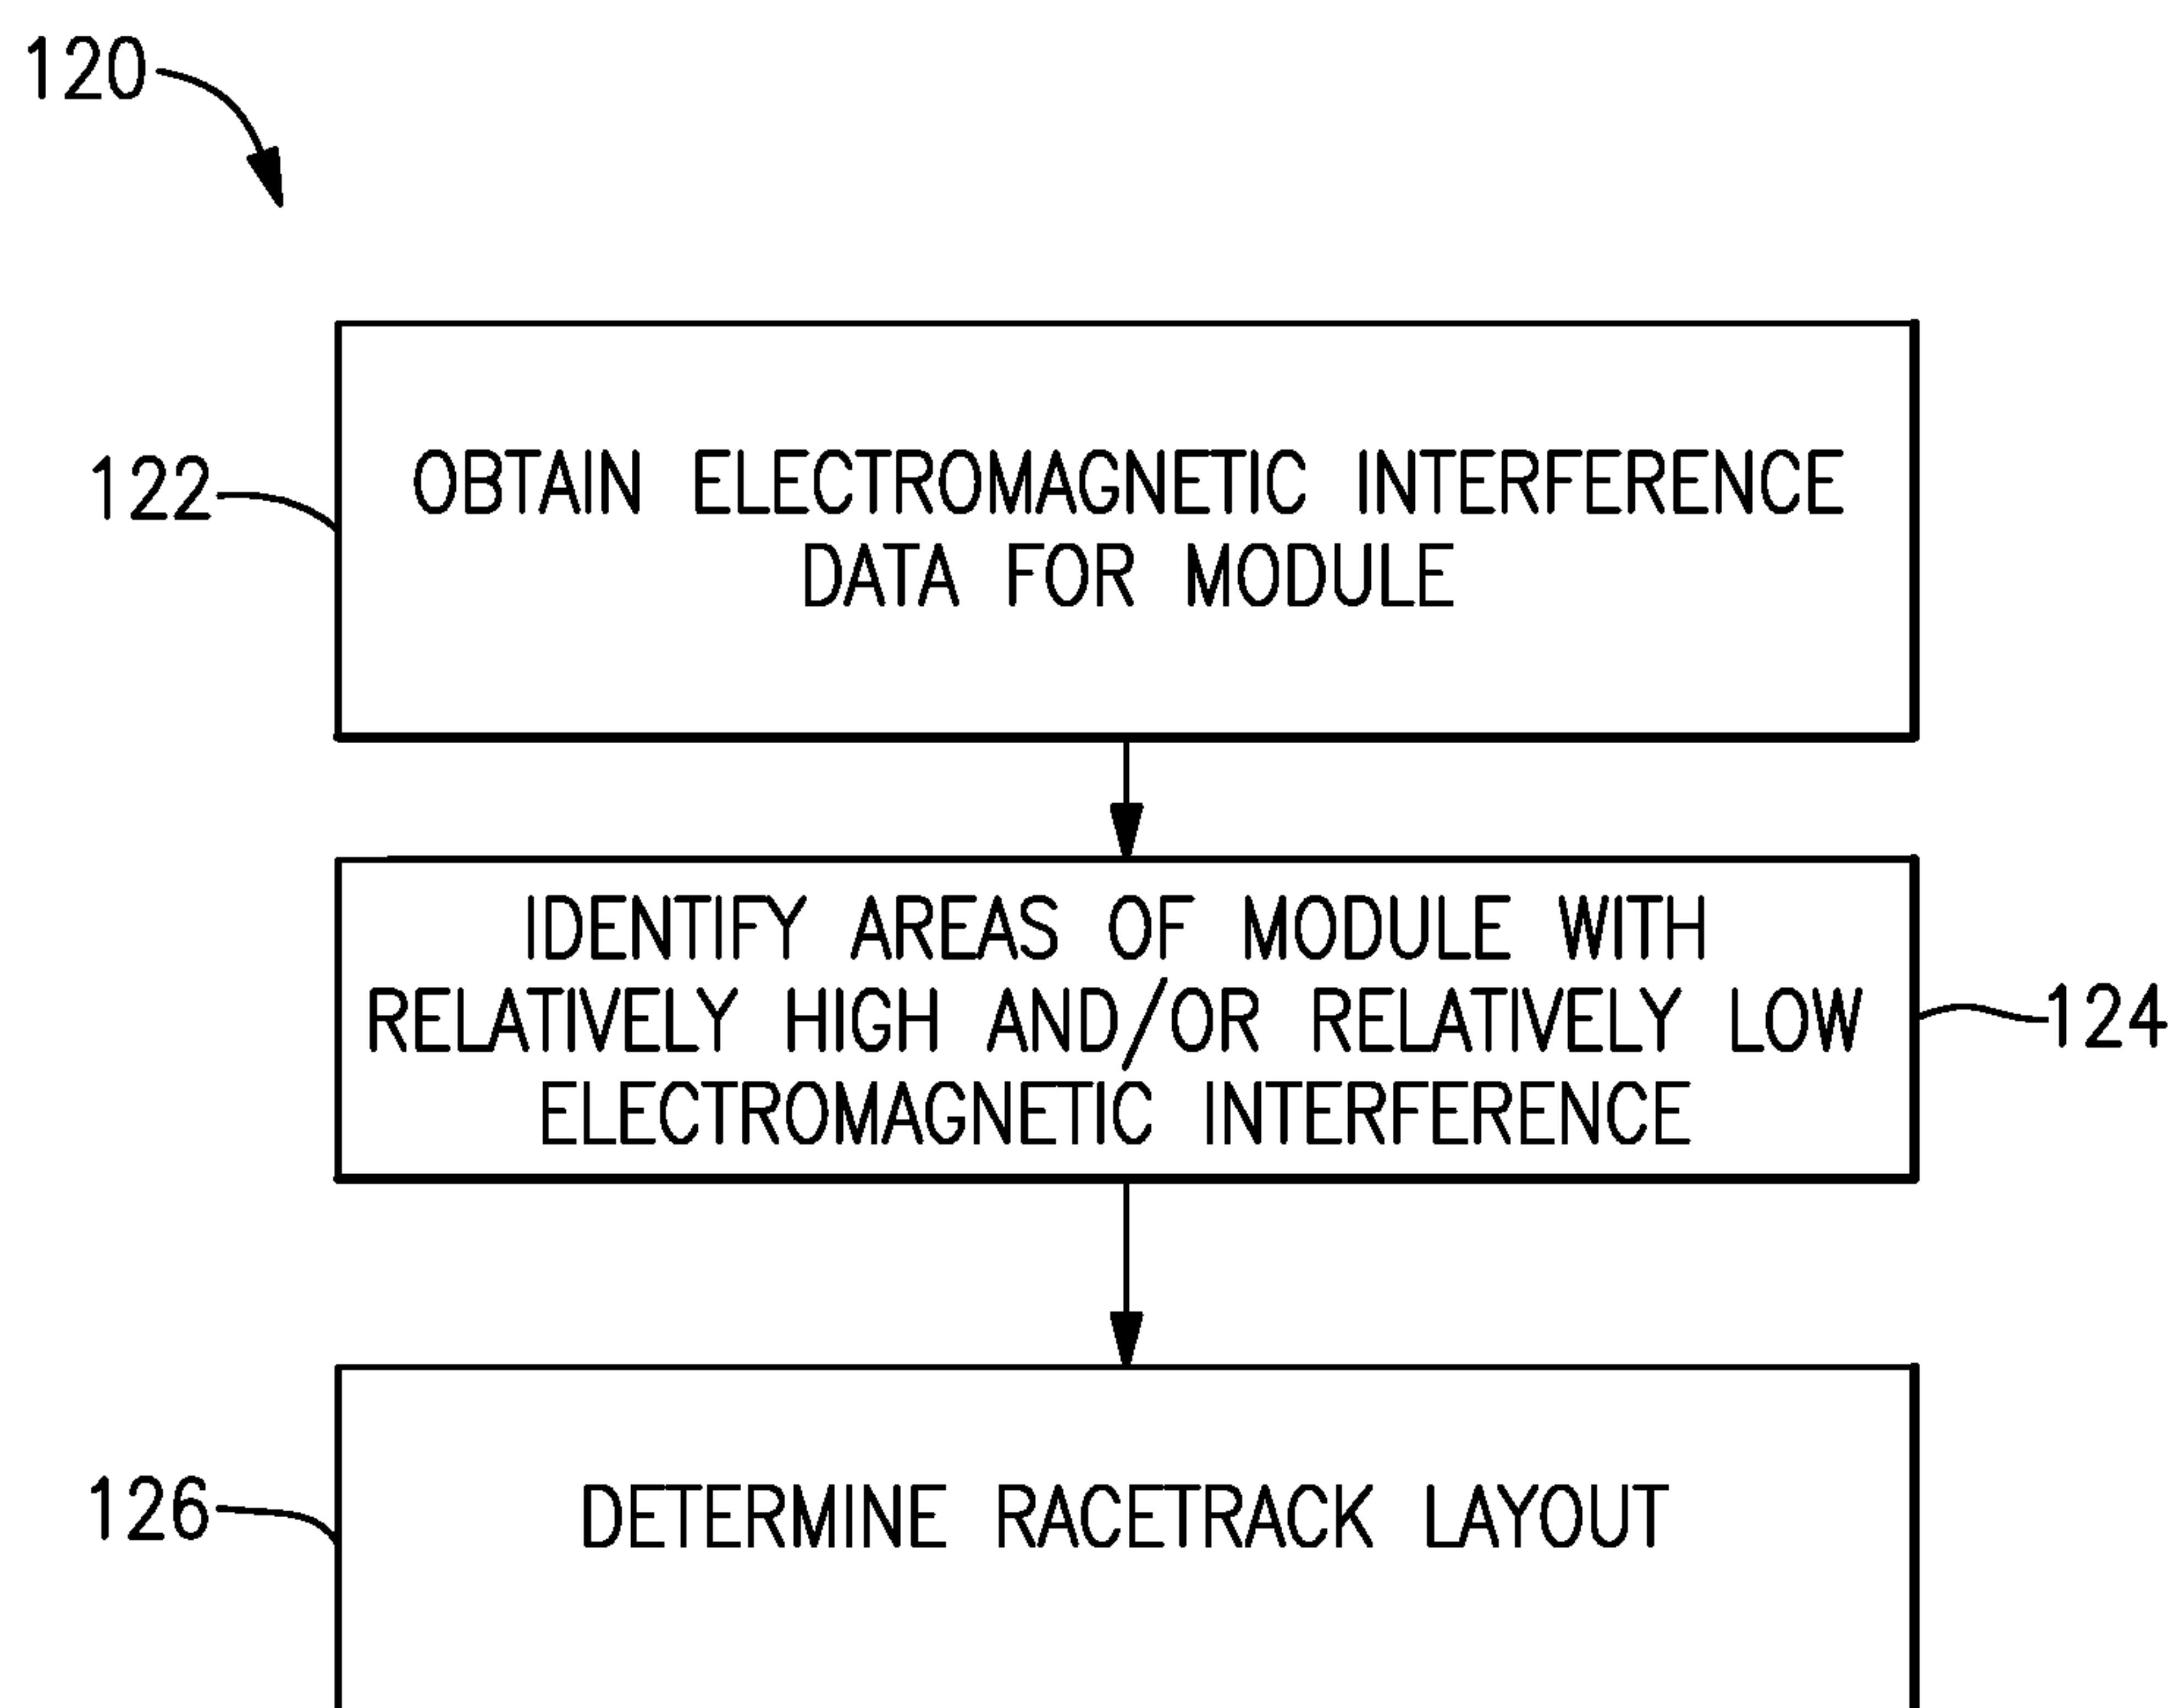 120
122
OBTAIN ELECTROMAGNETIC INTERFERENCE
DATA FOR MODULE
IDENTIFY AREAS OF MODULE WITH
RELATIVELY HIGH AND/OR RELATIVELY LOW
ELECTROMAGNETIC INTERFERENCE
124
126
DETERMINE RACETRACK LAYOUT